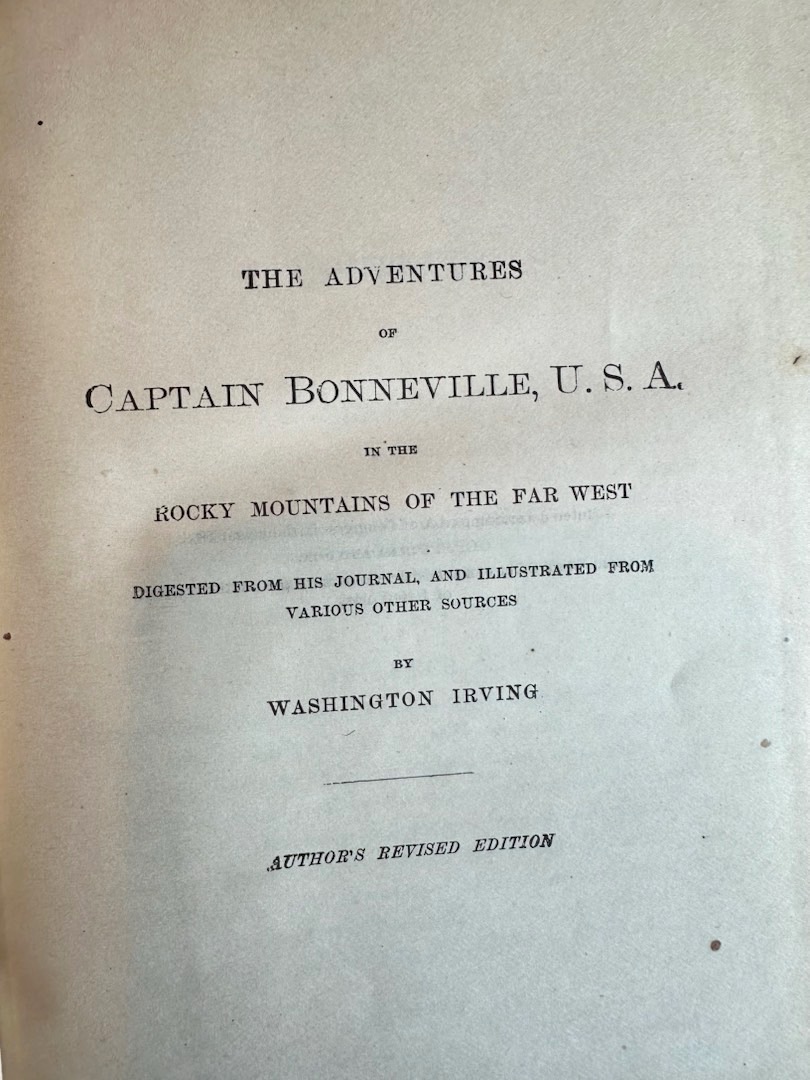 THE ADVENTURES
OF
CAPTAIN BONNEVILLE, U. S. A.
IN THE
ROCKY MOUNTAINS OF THE FAR WEST
DIGESTED FROM HIS JOURNAL, AND ILLUSTRATED FROM
VARIOUS OTHER SOURCES
BY
WASHINGTON IRVING
AUTHOR'S REVISED EDITION